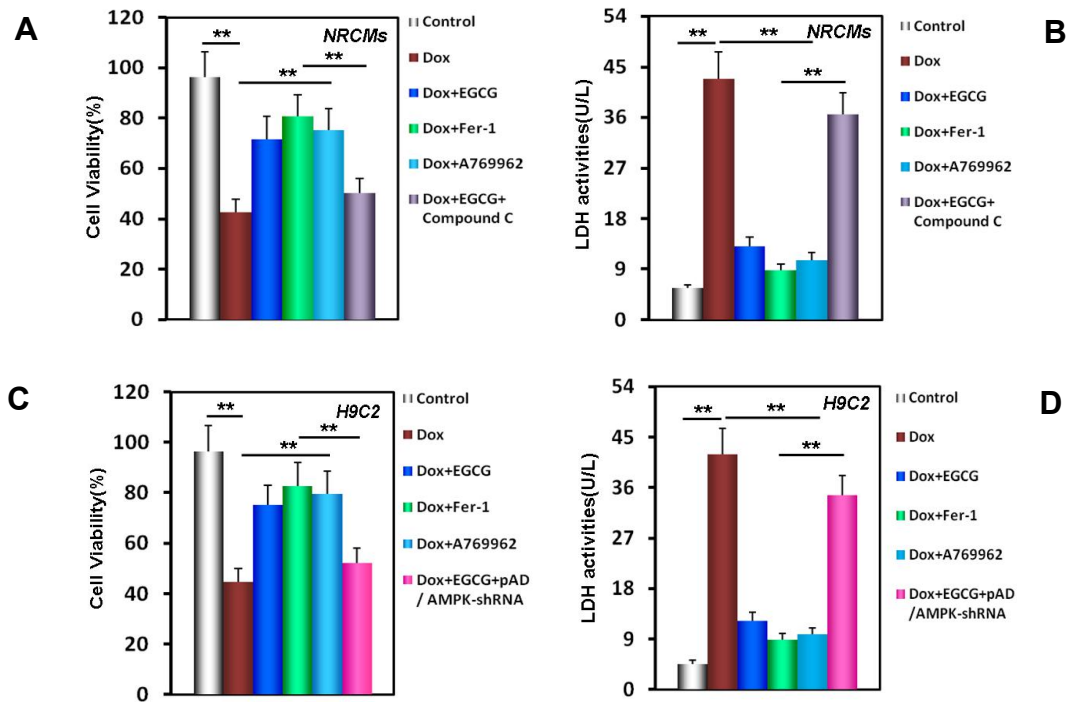 A
Cell Viability(%)
120
100
80
60
40
20
0
NRCMs
**
**
**
Control
Dox
Dox+EGCG
Dox+Fer-1
Dox+A769962
Dox+EGCG+
Compound C
B
LDH activities(U/L)
54
45
36
27
18
9
0
NRCMs
**
**
**
Control
Dox
Dox+EGCG
Dox+Fer-1
Dox+A769962
Dox+EGCG+
Compound C
C
Cell Viability(%)
120
100
80
60
40
20
0
H9C2
**
**
**
Control
Dox
Dox+EGCG
Dox+Fer-1
Dox+A769962
Dox+EGCG+pAD
/ AMPK-shRNA
D
LDH activities(U/L)
54
45
36
27
18
9
0
H9C2
**
**
**
Control
Dox
Dox+EGCG
Dox+Fer-1
Dox+A769962
Dox+EGCG+pAD
/AMPK-shRNA